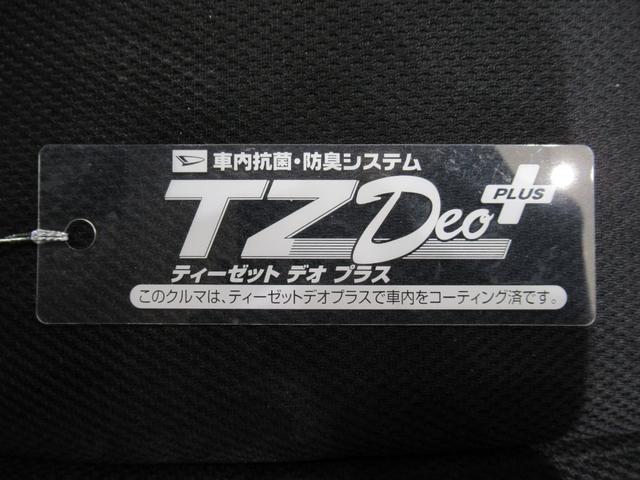 車内抗菌・防臭システム
TZ Deo PLUS
ティーゼット デオ プラス
このクルマは、ティーゼットデオプラスで車内をコーティング済です。